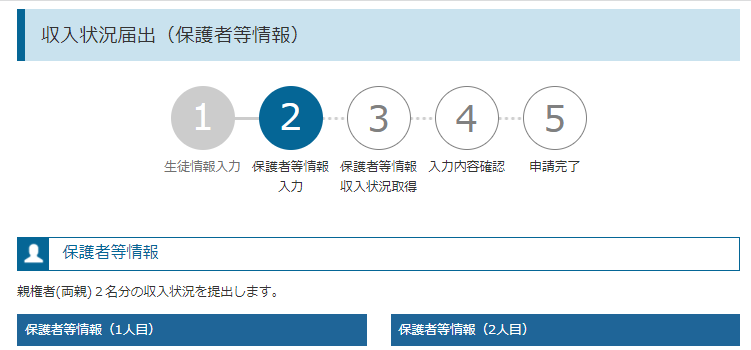 収入状況届出（保護者等情報）
1
2
3
4
5
生徒情報入力
保護者等情報
入力
保護者等情報
収入状況取得
入力内容確認
申請完了
保護者等情報
親権者(両親)２名分の収入状況を提出します。
保護者等情報（1人目）
保護者等情報（2人目）